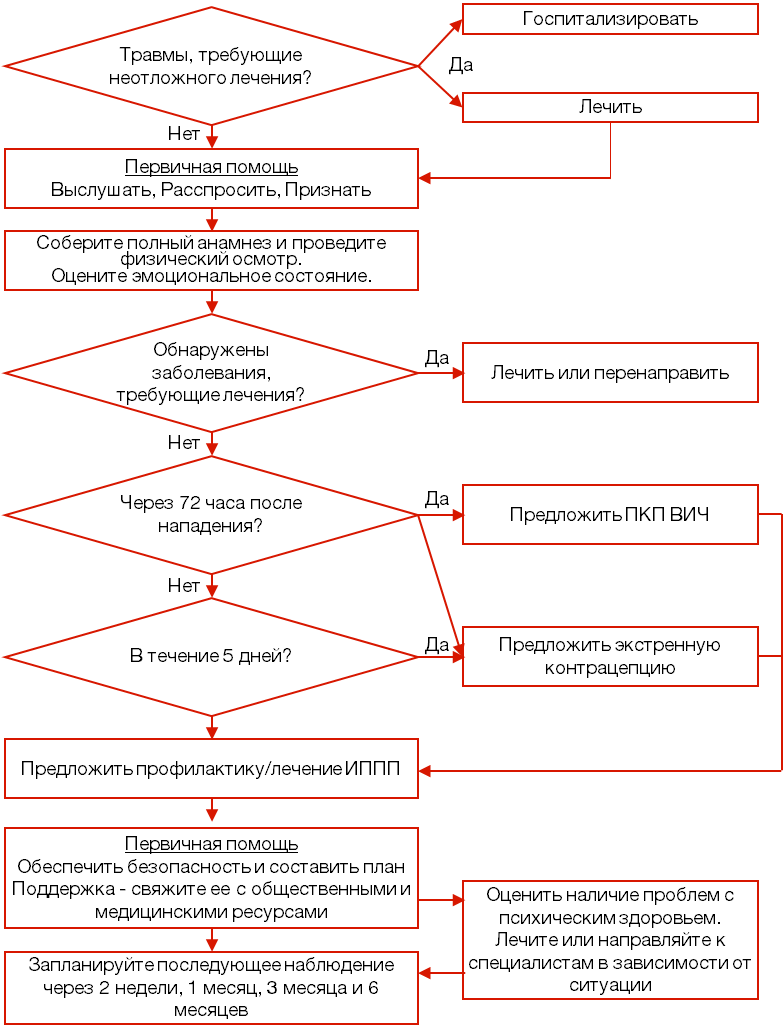 Травмы, требующие
неотложного лечения?
Госпитализировать
Да
Лечить
Нет
Первичная помощь
Выслушать, Расспросить, Признать
Соберите полный анамнез и проведите
физический осмотр.
Оцените эмоциональное состояние.
Обнаружены
заболевания,
требующие лечения?
Да
Лечить или перенаправить
Нет
Через 72 часа после
нападения?
Да
Предложить ПКП ВИЧ
Нет
В течение 5 дней?
Да
Предложить экстренную
контрацепцию
Предложить профилактику/лечение ИППП
Первичная помощь
Обеспечить безопасность и составить план
Поддержка - свяжите ее с общественными и
медицинскими ресурсами
Оценить наличие проблем с
психическим здоровьем.
Лечите или направляйте к
специалистам в зависимости от
ситуации
Запланируйте последующее наблюдение
через 2 недели, 1 месяц, 3 месяца и 6
месяцев